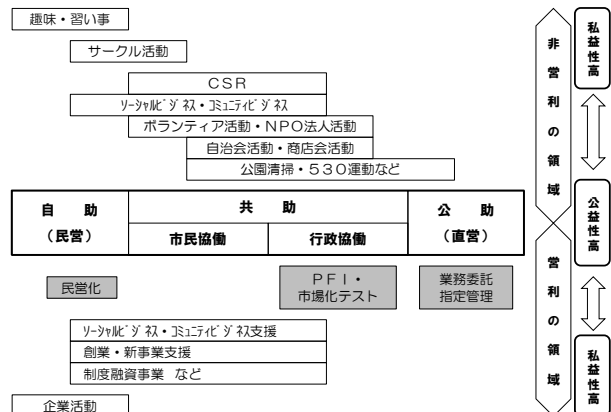 趣味・習い事
サークル活動
ＣＳＲ
ｿｰｼｬﾙﾋﾞｼﾞﾈｽ・ｺﾐｭﾆﾃｨﾋﾞｼﾞﾈｽ
ボランティア活動・ＮＰＯ法人活動
自治会活動・商店会活動
公園清掃・５３０運動など
自　助
（民営）
共　助
市民協働
行政協働
公　助
（直営）
民営化
ＰＦＩ・
市場化テスト
業務委託
指定管理
ｿｰｼｬﾙﾋﾞｼﾞﾈｽ・ｺﾐｭﾆﾃｨﾋﾞｼﾞﾈｽ支援
創業・新事業支援
制度融資事業 など
企業活動
非営利の領域
営利の領域
私益性高
公益性高
私益性高